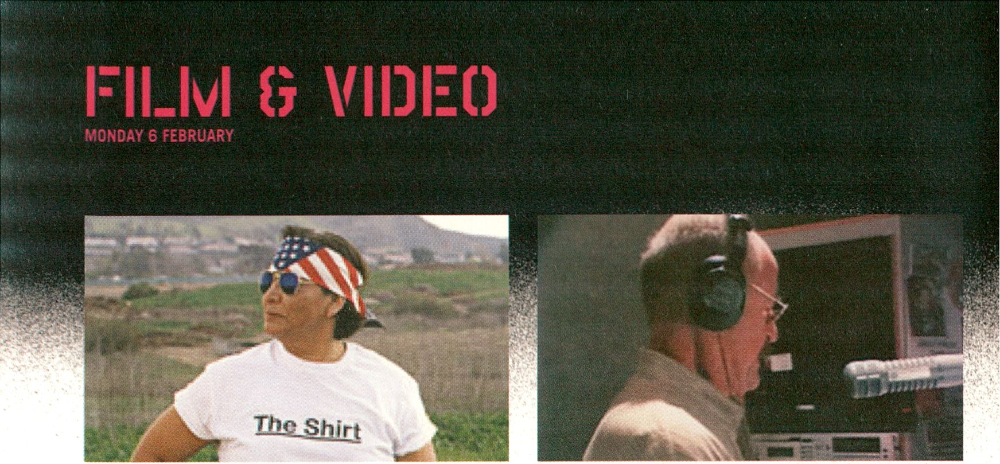 FILM & VIDEO
MONDAY 6 FEBRUARY
The Shirt